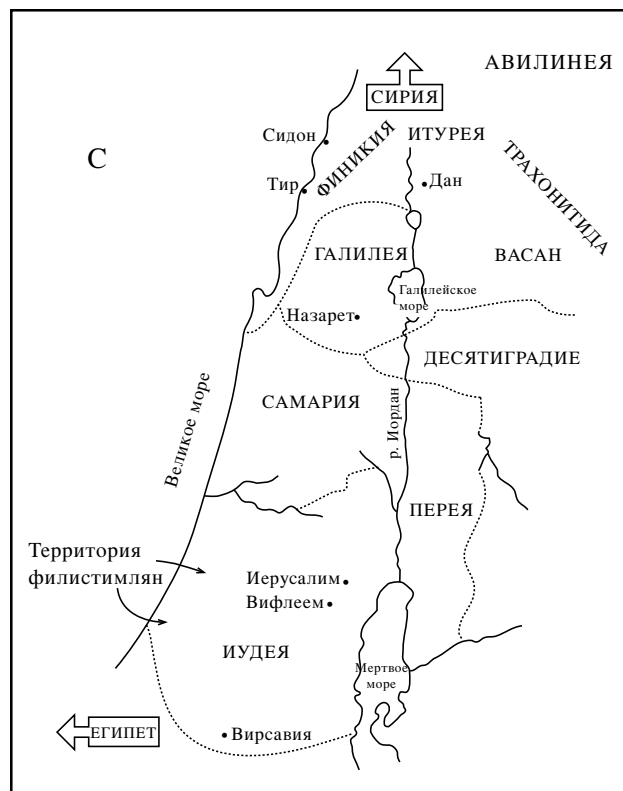 АВИЛИНЕЯ
СИРИЯ
Сидон
ФИНИКИЯ
ИТУРЕЯ
С
ТРАХОНИТИДА
Тир
Дан
ГАЛИЛЕЯ
ВАСАН
Галилейское
море
Назарет
ДЕСЯТИГРАДИЕ
Великое море
САМАРИЯ
р. Иордан
ПЕРЕЯ
Территория
филистимлян
Иерусалим
Вифлеем
ИУДЕЯ
Мертвое
море
ЕГИПЕТ
Вирсавия